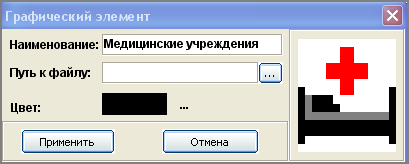 Графический элемент
Наименование: Медицинские учреждения
Путь к файлу: ...
Цвет: ...
Применить Отмена